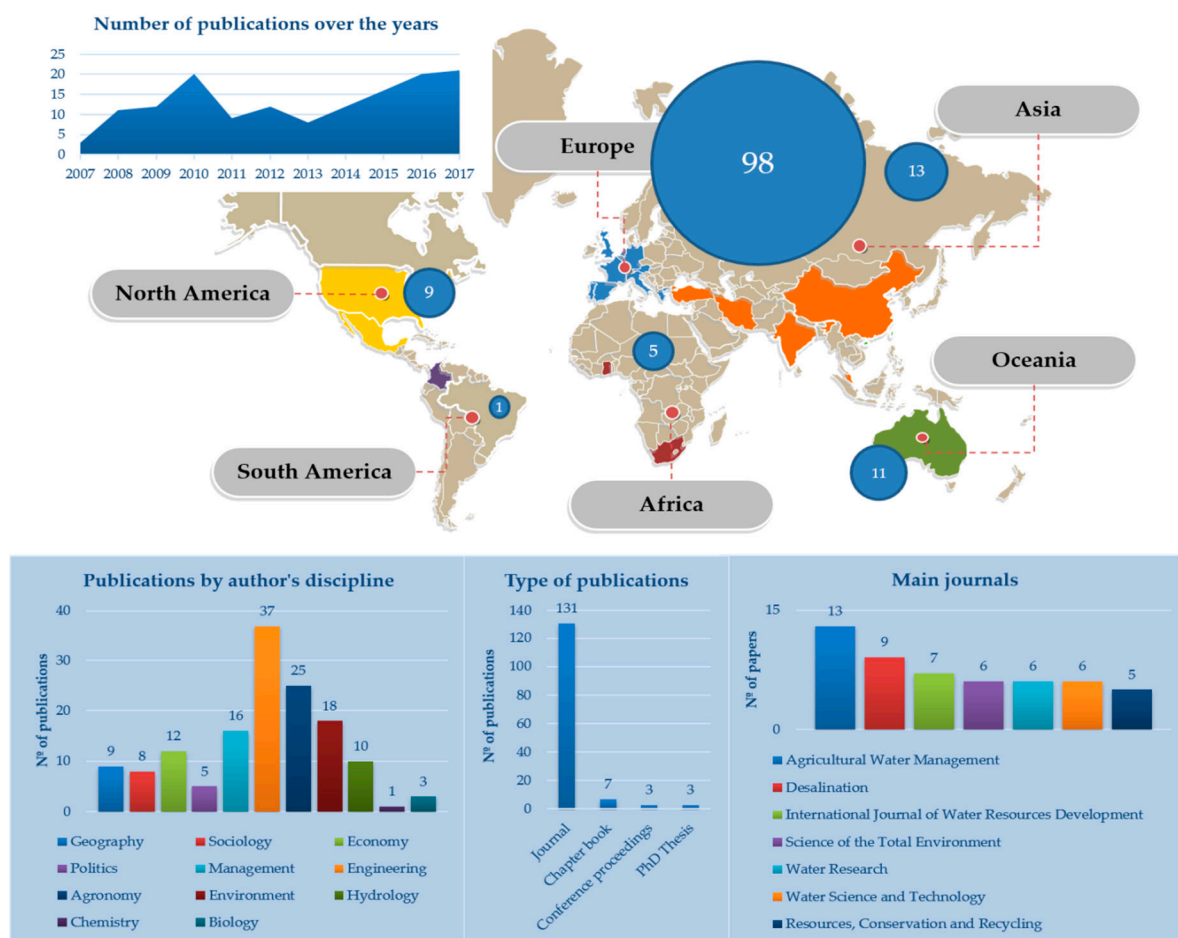 Number of publications over the years
25
20
15
10
5
0
2007 2008 2009 2010 2011 2012 2013 2014 2015 2016 2017
Europe
98
Asia
13
North America
9
5
Oceania
1
South America
11
Africa
Publications by author's discipline
Nº of publications
40
30
20
10
0
9 8 12 5 16 37 25 18 10 1 3
Geography Sociology Economy
Politics Management Engineering
Agronomy Environment Hydrology
Chemistry Biology
Type of publications
Nº of publications
140
120
100
80
60
40
20
0
131 7 3 3
Journal
Chapter book
Conference proceedings
PhD Thesis
Main journals
Nº of papers
15
0
13 9 7 6 6 6 5
Agricultural Water Management
Desalination
International Journal of Water Resources Development
Science of the Total Environment
Water Research
Water Science and Technology
Resources, Conservation and Recycling